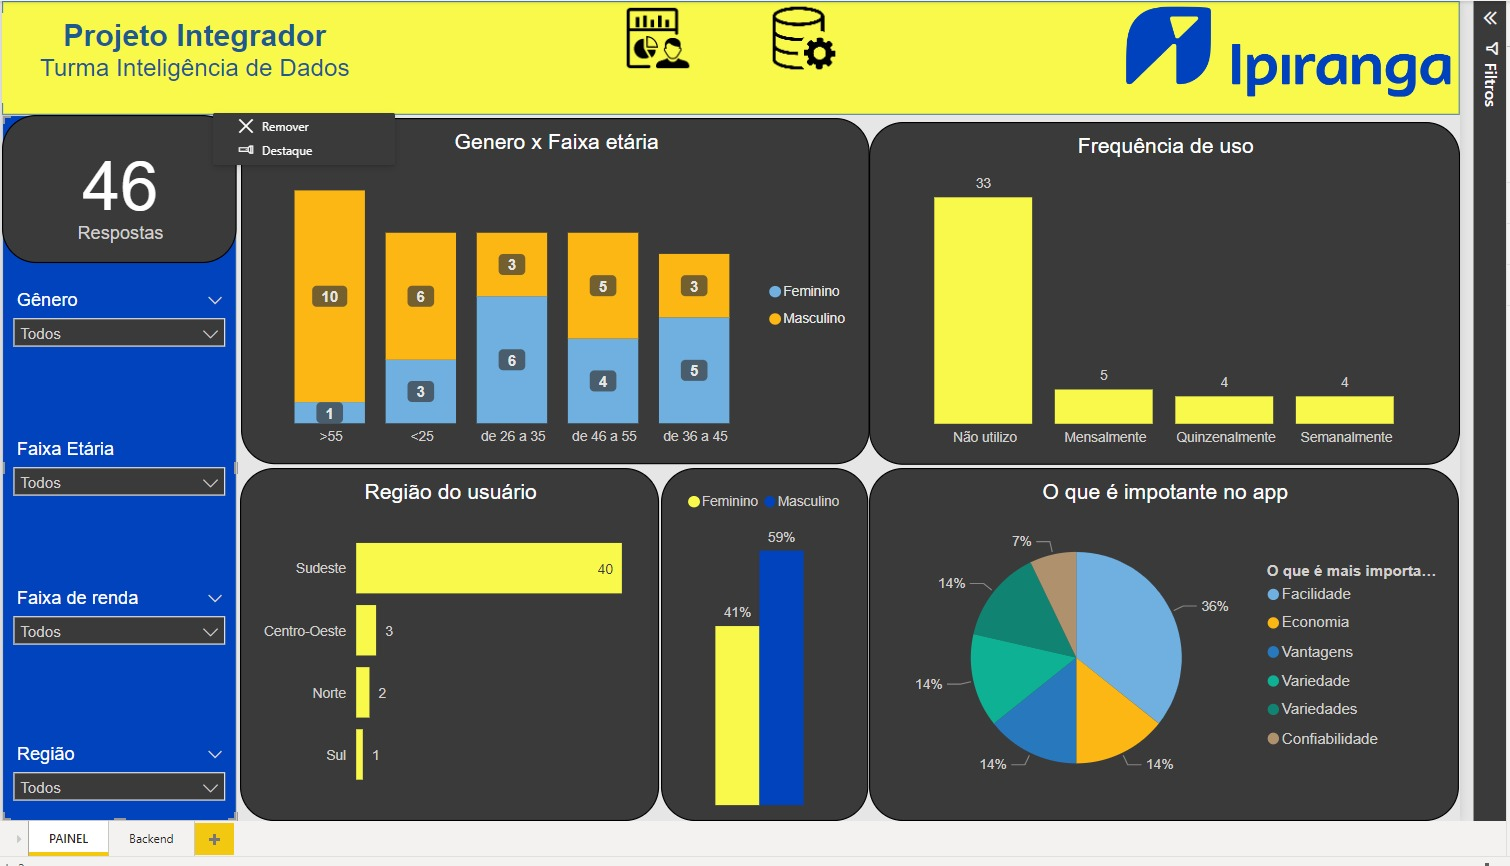 Projeto Integrador
Turma Inteligência de Dados
Ipiranga
Filtros
Remover
Destaque
46
Respostas
Gênero
Todos
Faixa Etária
Todos
Faixa de renda
Todos
Região
Todos
Genero x Faixa etária
10
6
3
5
3
1
3
6
4
5
>55
<25
de 26 a 35
de 46 a 55
de 36 a 45
Feminino
Masculino
Frequência de uso
33
5
4
4
Não utilizo
Mensalmente
Quinzenalmente
Semanalmente
Região do usuário
Sudeste
40
Centro-Oeste
3
Norte
2
Sul
1
Feminino
Masculino
59%
41%
O que é impotante no app
7%
14%
36%
14%
14%
14%
O que é mais importa...
Facilidade
Economia
Vantagens
Variedade
Variedades
Confiabilidade
PAINEL
Backend